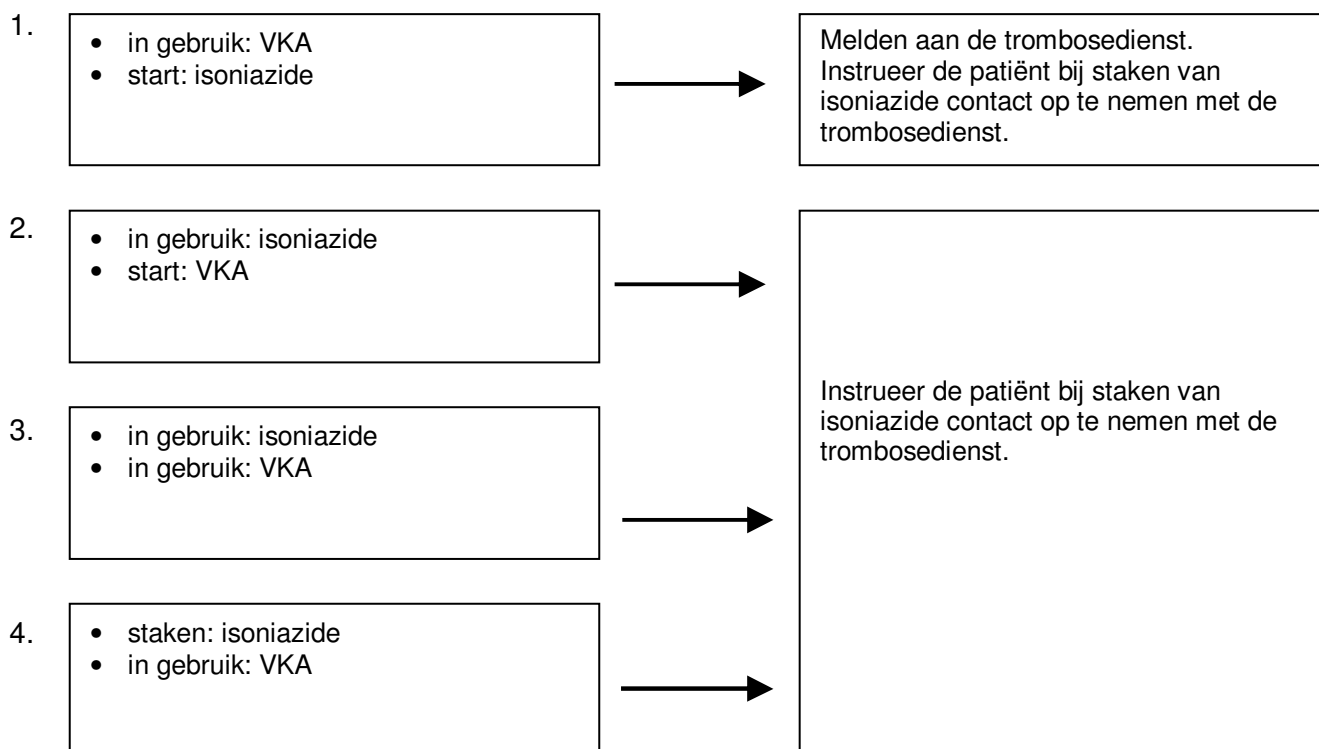 1.
• in gebruik: VKA
• start: isoniazide
Melden aan de trombosedienst.
Instrueer de patiënt bij staken van
isoniazide contact op te nemen met de
trombosedienst.
2.
• in gebruik: isoniazide
• start: VKA
3.
• in gebruik: isoniazide
• in gebruik: VKA
Instrueer de patiënt bij staken van
isoniazide contact op te nemen met de
trombosedienst.
4.
• staken: isoniazide
• in gebruik: VKA